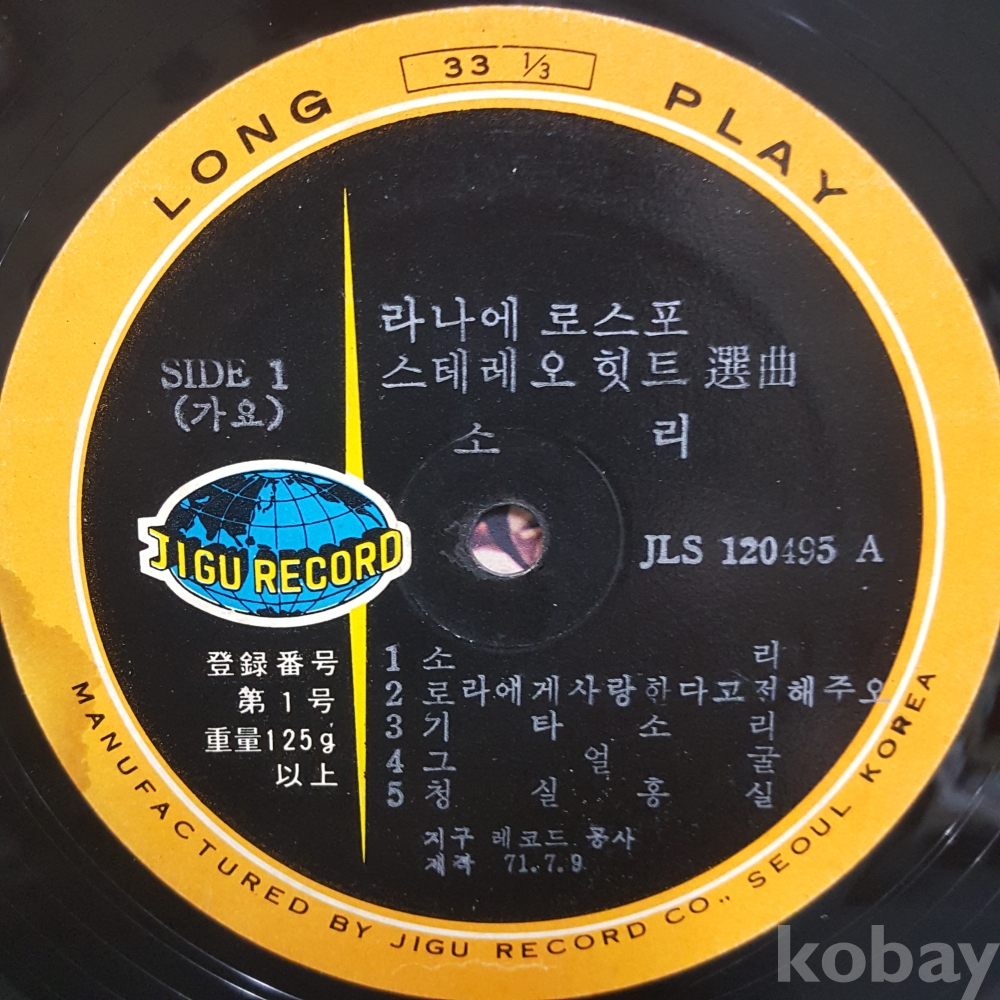 33 1/3
LONG PLAY
라나에 로스포
스테레오 힛트 選曲
소 리
SIDE 1
(가요)
JIGU RECORD
JLS 120495 A
登録番号
第1号
重量125g
以上
1 소 리
2 로라에게사랑한다고전해주오
3 기 타 소 리
4 그 얼 굴
5 청 실 홍 실
지구 레코드 공사
제작 71.7.9
MANUFACTURED BY JIGU RECORD CO., SEOUL KOREA
kobay